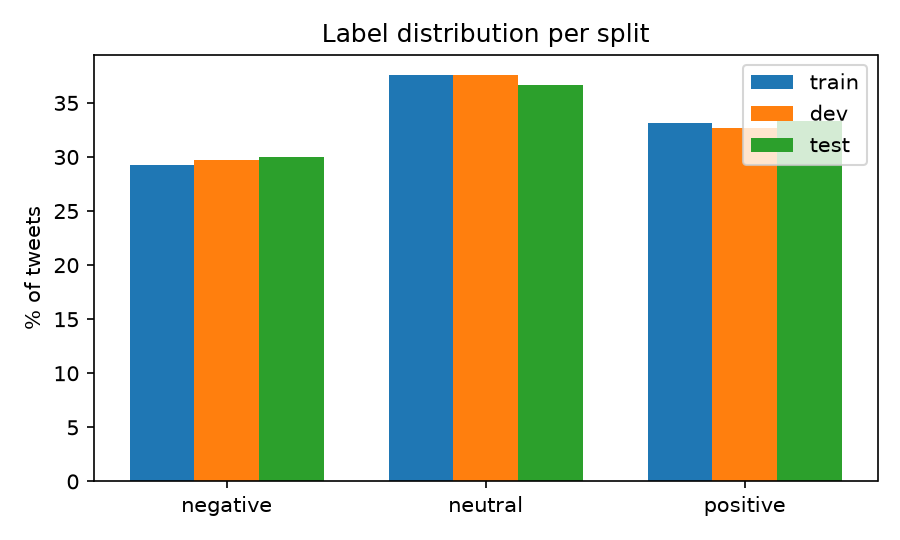 Label distribution per split
train
dev
test
% of tweets
35
30
25
20
15
10
5
0
negative neutral positive